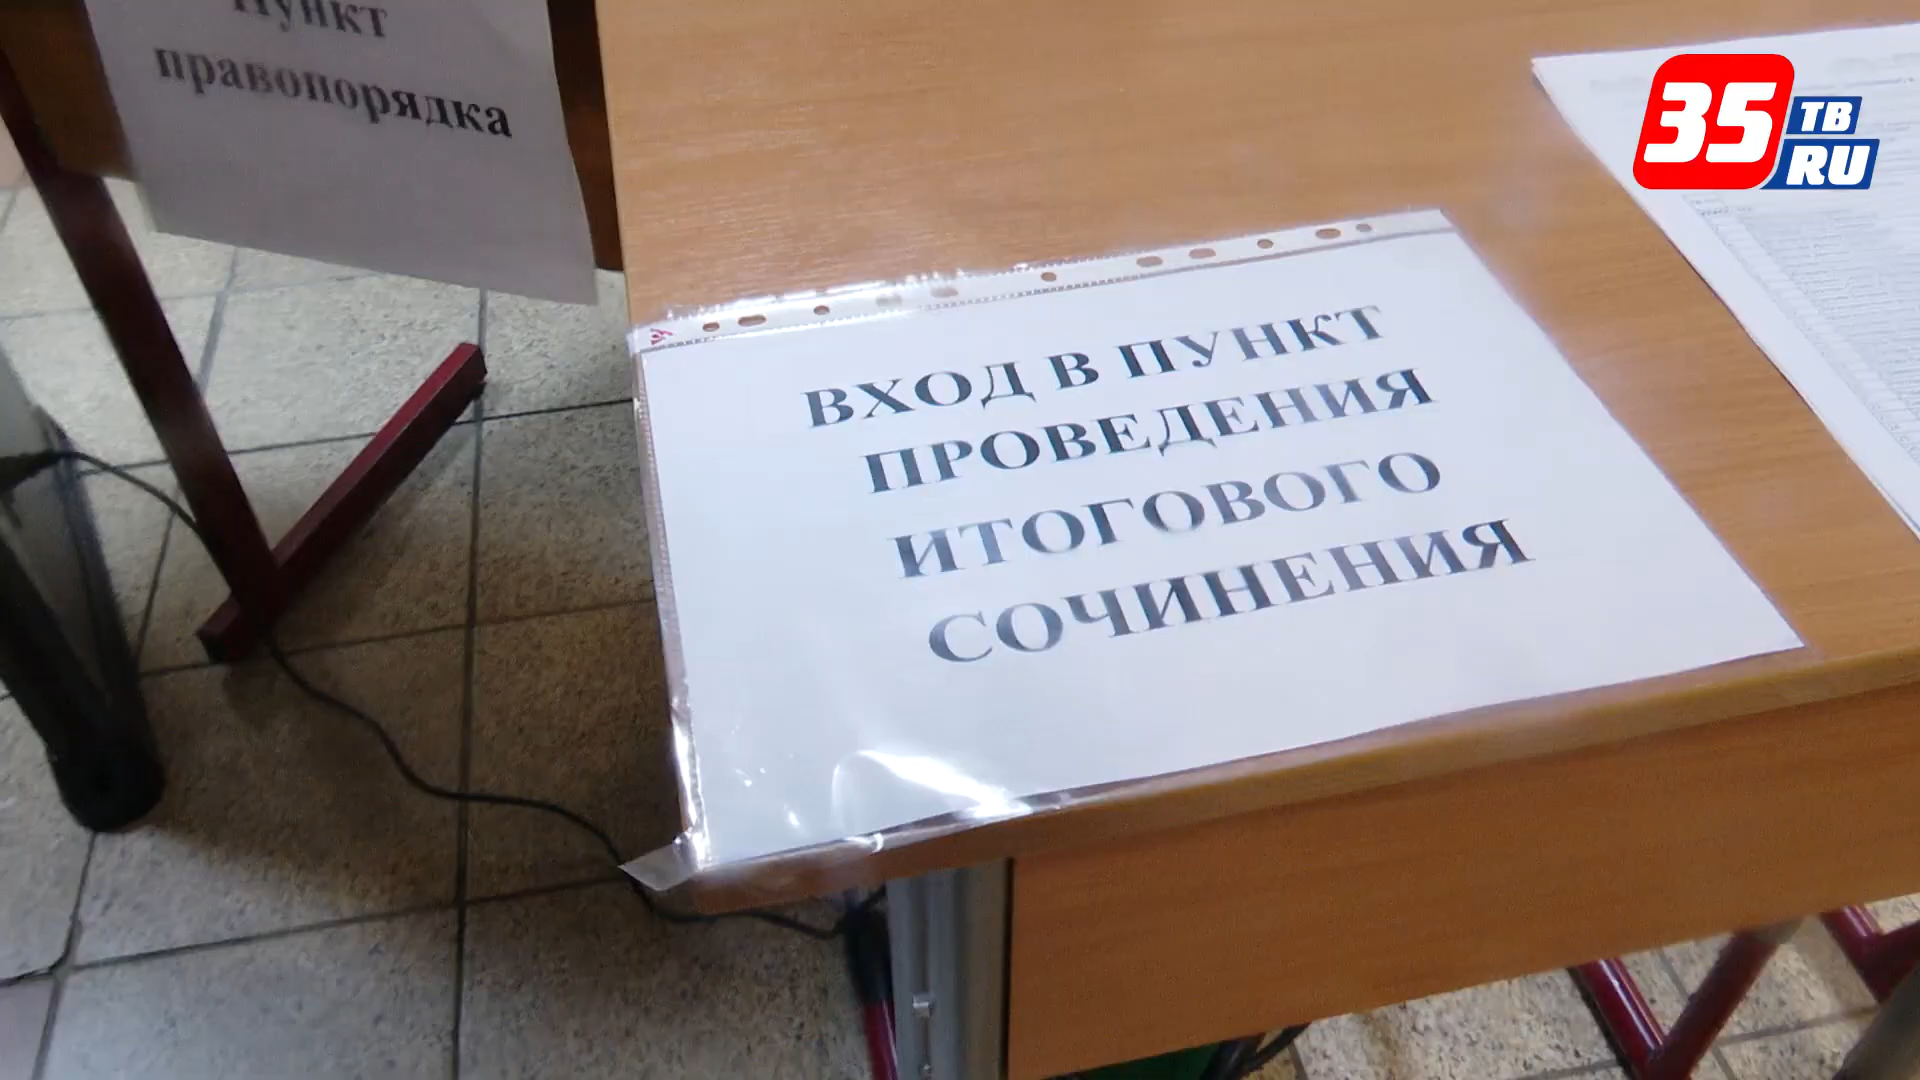 Пункт
правопорядка
35
ТВ
RU
ВХОД В ПУНКТ
ПРОВЕДЕНИЯ
ИТОГОВОГО
СОЧИНЕНИЯ